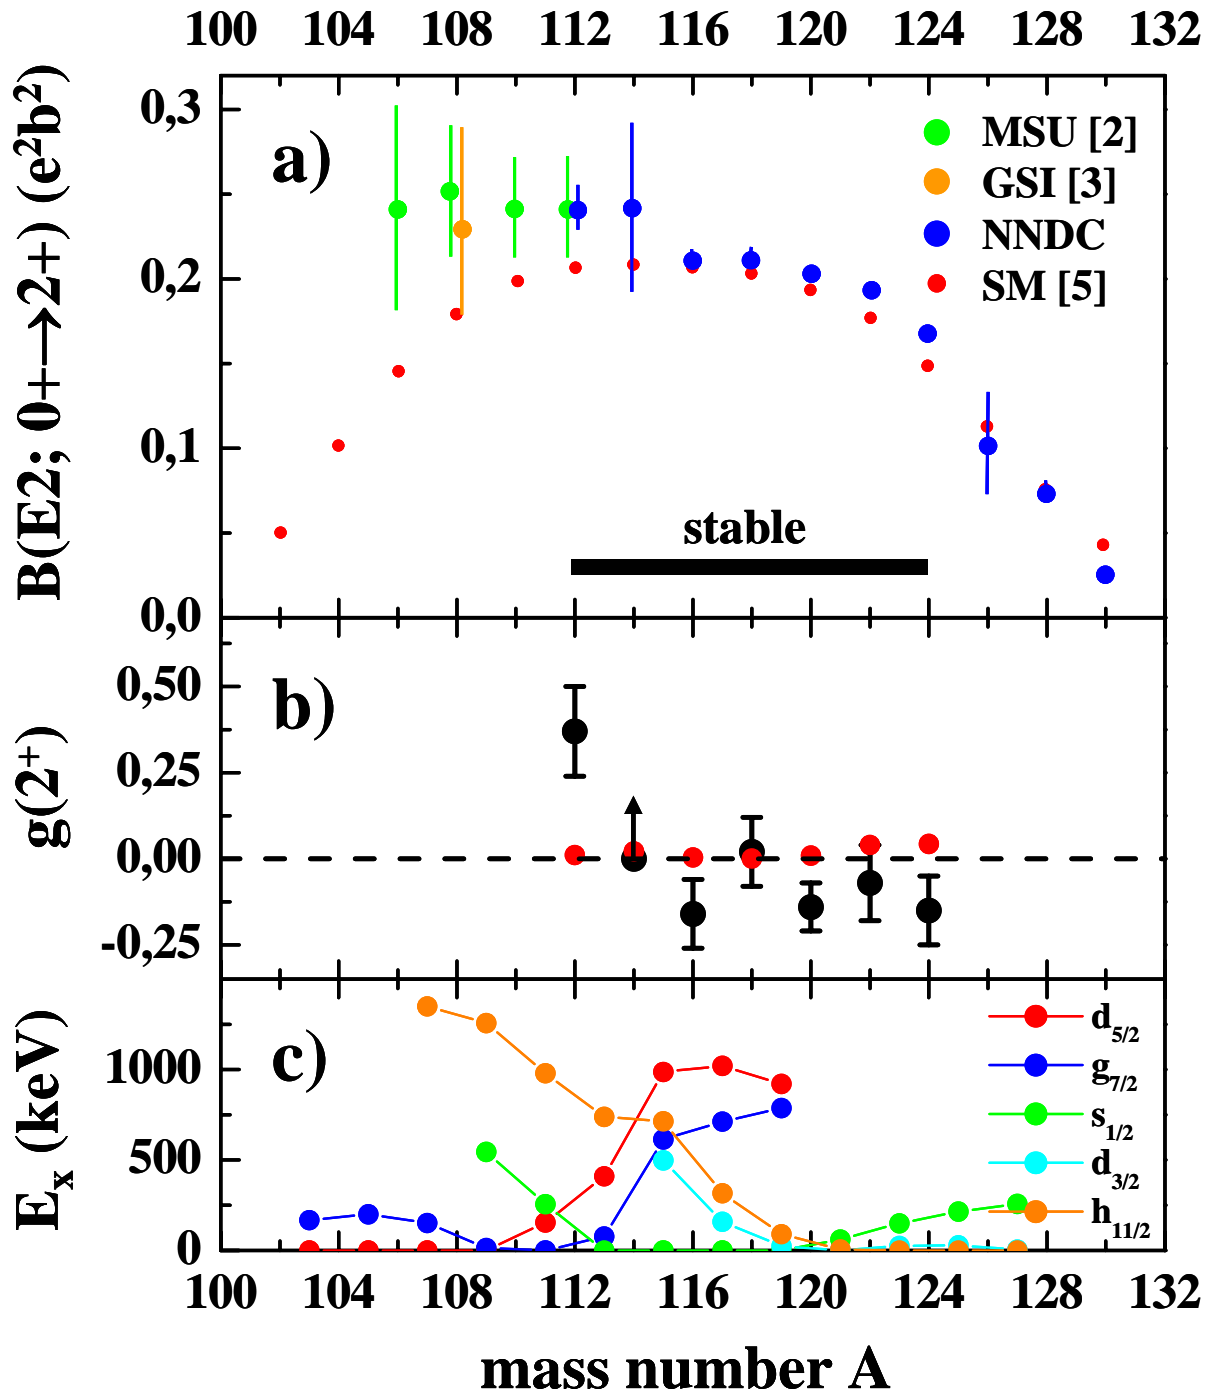 100 104 108 112 116 120 124 128 132
B(E2; 0+→2+) (e²b²)
0,3
0,2
0,1
0,0
a)
MSU [2]
GSI [3]
NNDC
SM [5]
stable
g(2⁺)
0,50
0,25
0,00
-0,25
b)
Eₓ (keV)
1000
500
0
c)
d5/2
g7/2
s1/2
d3/2
h11/2
100 104 108 112 116 120 124 128 132
mass number A